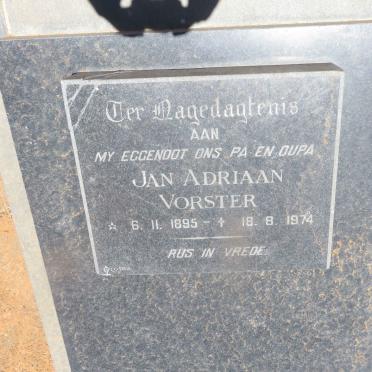 Ter Nagedagtenis
AAN
MY EGGENOOT ONS PA EN OUPA
JAN ADRIAAN
VORSTER
☆ 6. 11. 1895 - ✝ 18. 8. 1974
RUS IN VREDE